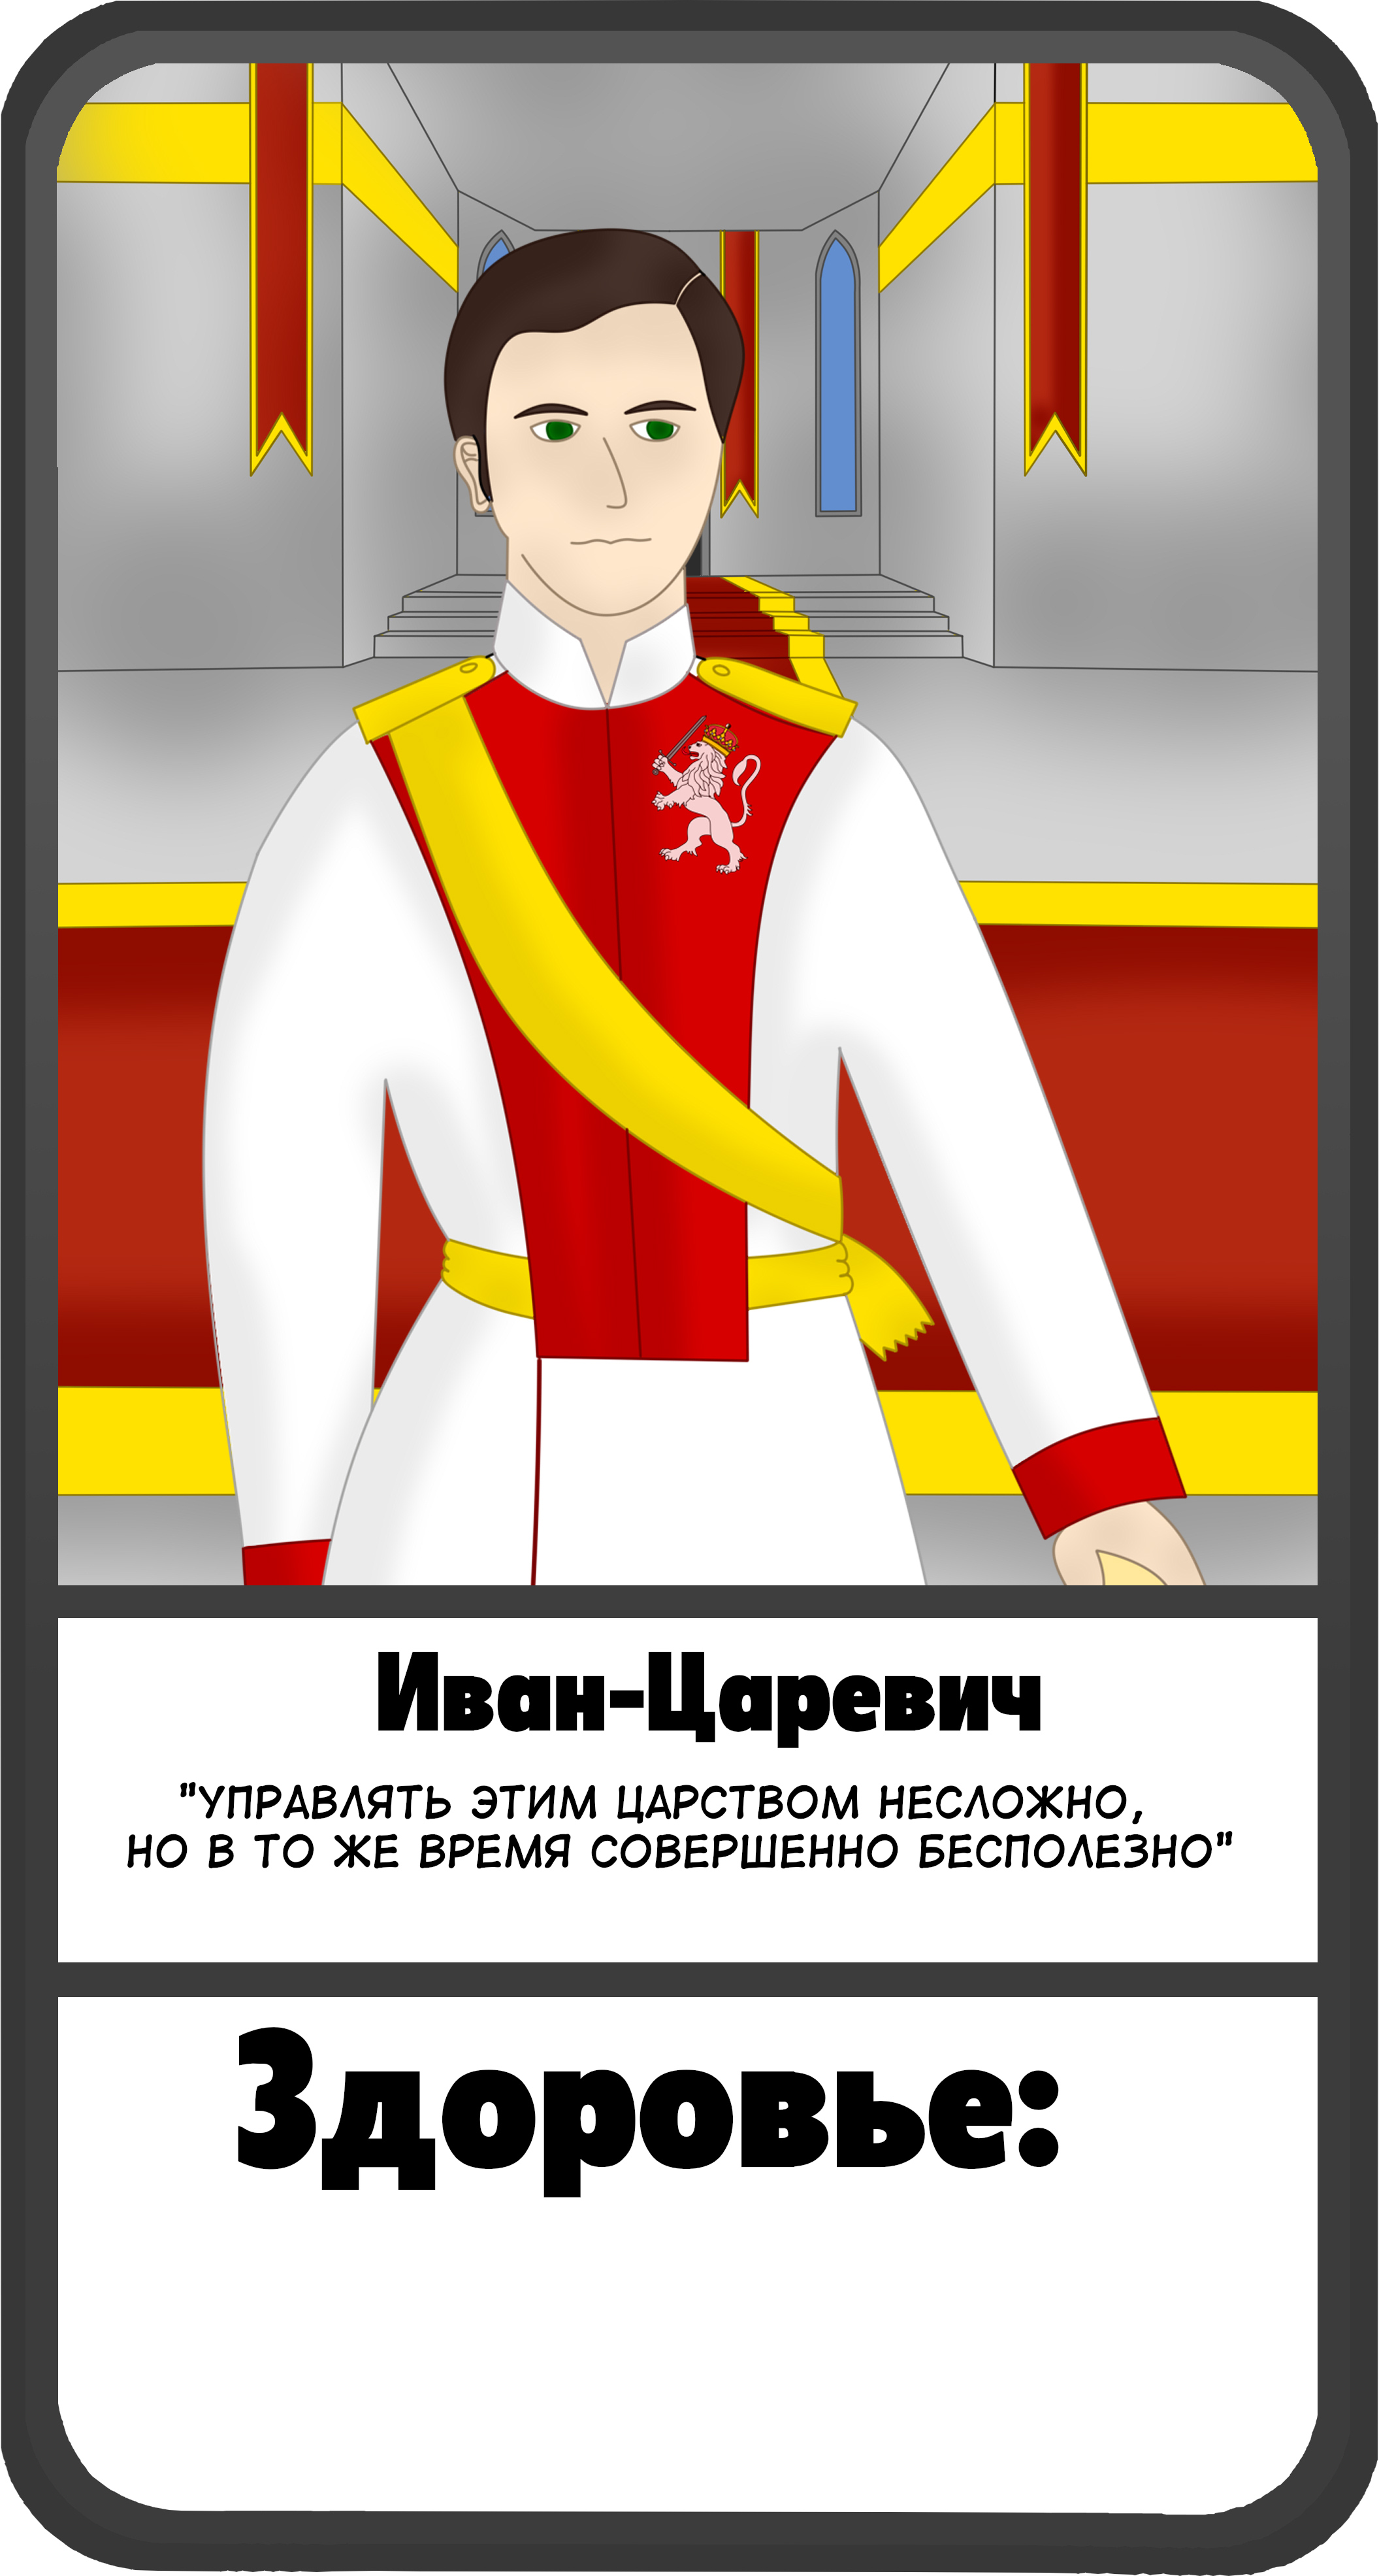 Иван-Царевич
"УПРАВЛЯТЬ ЭТИМ ЦАРСТВОМ НЕСЛОЖНО,
НО В ТО ЖЕ ВРЕМЯ СОВЕРШЕННО БЕСПОЛЕЗНО"
Здоровье: